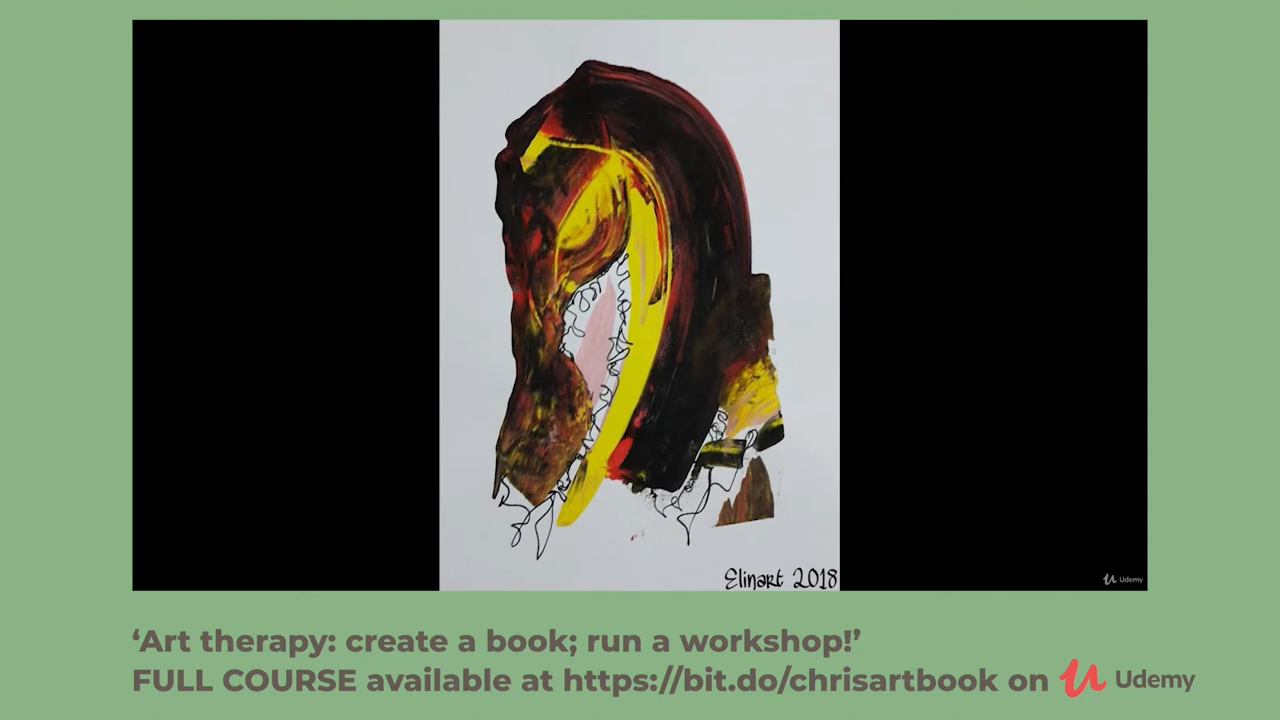 Elinart 2018
Udemy
‘Art therapy: create a book; run a workshop!’
FULL COURSE available at https://bit.do/chrisartbook on Udemy